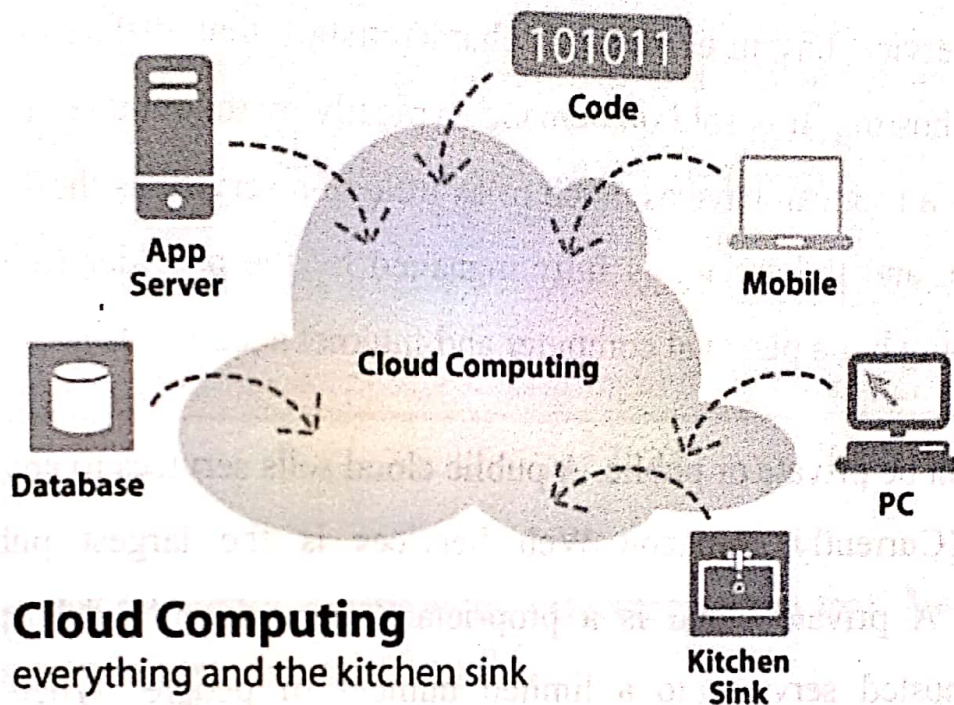 101011
Code
App
Server
Mobile
Cloud Computing
Database
PC
Cloud Computing
everything and the kitchen sink
Kitchen
Sink